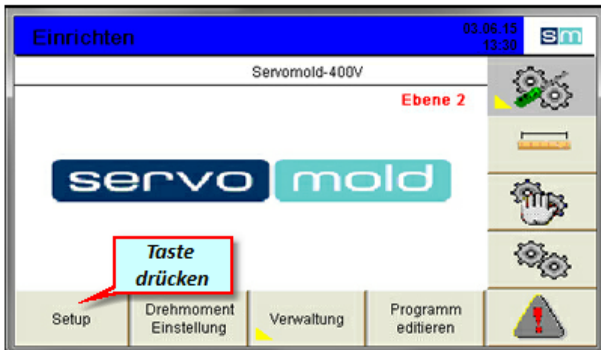 Einrichten
03.06.15
13:30
sm
Servomold-400V
Ebene 2
servo mold
Taste
drücken
Setup
Drehmoment
Einstellung
Verwaltung
Programm
editieren